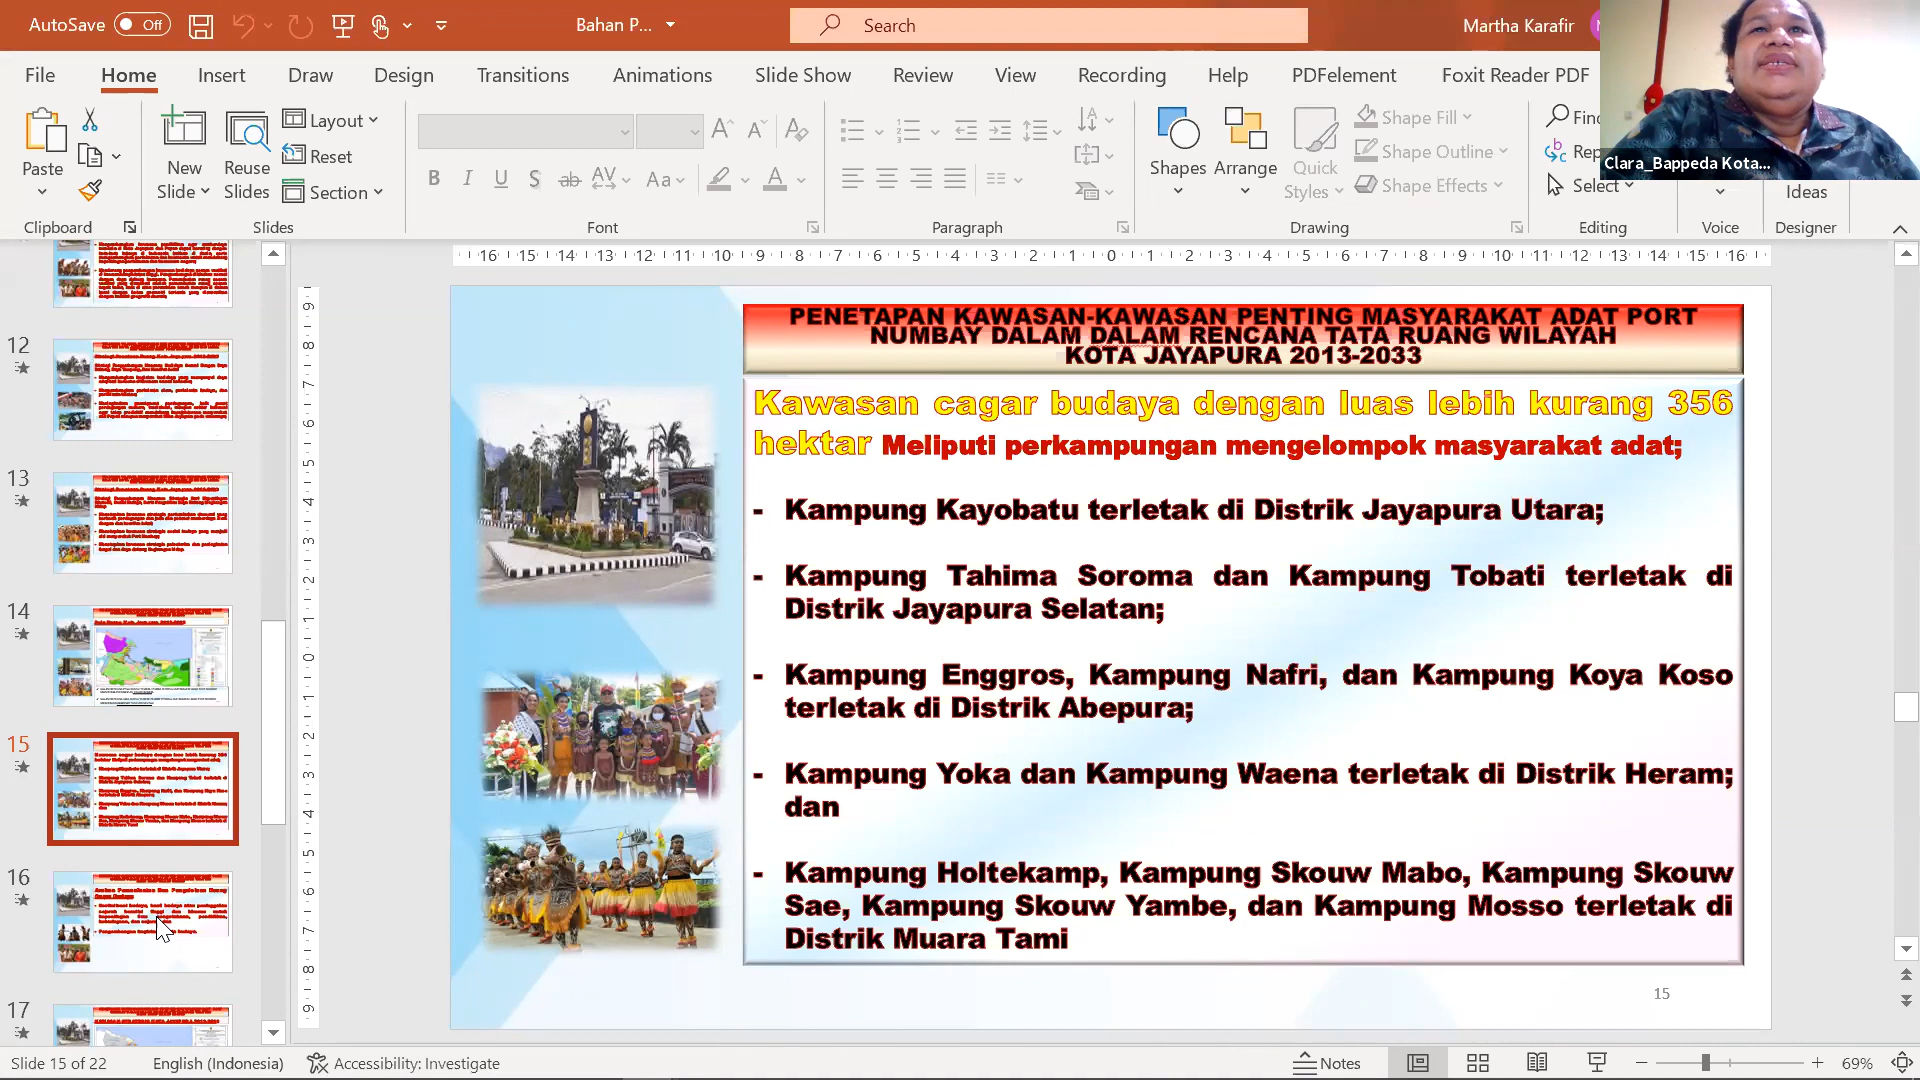 AutoSave Off Bahan P... Search Martha Karafir
File Home Insert Draw Design Transitions Animations Slide Show Review View Recording Help PDFelement Foxit Reader PDF
Paste New Slide Reuse Slides Layout Reset Section
Shapes Arrange Quick Styles Shape Fill Shape Outline Shape Effects
Select Ideas
Clara_Bappeda Kota...
Clipboard Slides Font Paragraph Drawing Editing Voice Designer
12
13
14
15
16
17
PENETAPAN KAWASAN-KAWASAN PENTING MASYARAKAT ADAT PORT
NUMBAY DALAM DALAM RENCANA TATA RUANG WILAYAH
KOTA JAYAPURA 2013-2033
Kawasan cagar budaya dengan luas lebih kurang 356
hektar Meliputi perkampungan mengelompok masyarakat adat;
- Kampung Kayobatu terletak di Distrik Jayapura Utara;
- Kampung Tahima Soroma dan Kampung Tobati terletak di
Distrik Jayapura Selatan;
- Kampung Enggros, Kampung Nafri, dan Kampung Koya Koso
terletak di Distrik Abepura;
- Kampung Yoka dan Kampung Waena terletak di Distrik Heram;
dan
- Kampung Holtekamp, Kampung Skouw Mabo, Kampung Skouw
Sae, Kampung Skouw Yambe, dan Kampung Mosso terletak di
Distrik Muara Tami
15
Slide 15 of 22 English (Indonesia) Accessibility: Investigate Notes 69%